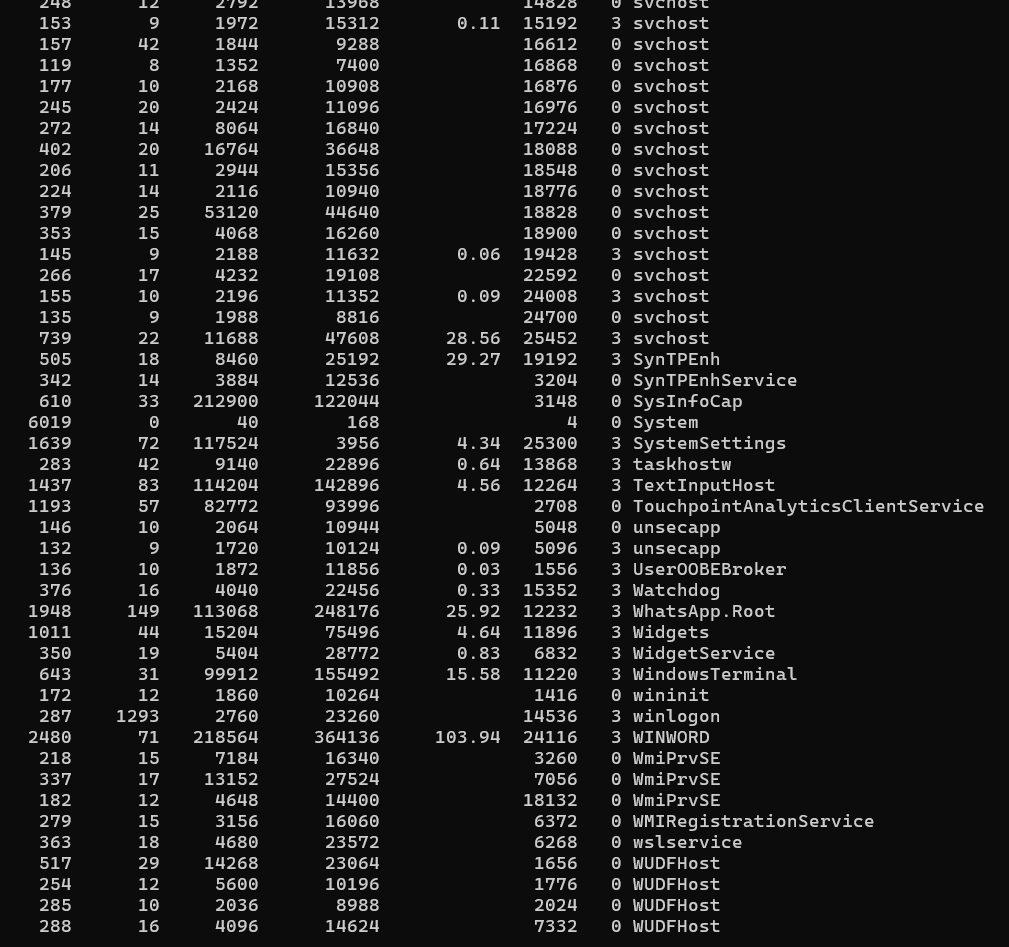 248 12 2792 13968 14828 0 svchost
153 9 1972 15312 0.11 15192 3 svchost
157 42 1844 9288 16612 0 svchost
119 8 1352 7400 16868 0 svchost
177 10 2168 10908 16876 0 svchost
245 20 2424 11096 16976 0 svchost
272 14 8064 16840 17224 0 svchost
402 20 16764 36648 18088 0 svchost
206 11 2944 15356 18548 0 svchost
224 14 2116 10940 18776 0 svchost
379 25 53120 44640 18828 0 svchost
353 15 4068 16260 18900 0 svchost
145 9 2188 11632 0.06 19428 3 svchost
266 17 4232 19108 22592 0 svchost
155 10 2196 11352 0.09 24008 3 svchost
135 9 1988 8816 24700 0 svchost
739 22 11688 47608 28.56 25452 3 svchost
505 18 8460 25192 29.27 19192 3 SynTPEnh
342 14 3884 12536 3204 0 SynTPEnhService
610 33 212900 122044 3148 0 SysInfoCap
6019 0 40 168 4 0 System
1639 72 117524 3956 4.34 25300 3 SystemSettings
283 42 9140 22896 0.64 13868 3 taskhostw
1437 83 114204 142896 4.56 12264 3 TextInputHost
1193 57 82772 93996 2708 0 TouchpointAnalyticsClientService
146 10 2064 10944 5048 0 unsecapp
132 9 1720 10124 0.09 5096 3 unsecapp
136 10 1872 11856 0.03 1556 3 UserOOBEBroker
376 16 4040 22456 0.33 15352 3 Watchdog
1948 149 113068 248176 25.92 12232 3 WhatsApp.Root
1011 44 15204 75496 4.64 11896 3 Widgets
350 19 5404 28772 0.83 6832 3 WidgetService
643 31 99912 155492 15.58 11220 3 WindowsTerminal
172 12 1860 10264 1416 0 wininit
287 1293 2760 23260 14536 3 winlogon
2480 71 218564 364136 103.94 24116 3 WINWORD
218 15 7184 16340 3260 0 WmiPrvSE
337 17 13152 27524 7056 0 WmiPrvSE
182 12 4648 14400 18132 0 WmiPrvSE
279 15 3156 16060 6372 0 WMIRegistrationService
363 18 4680 23572 6268 0 wslservice
517 29 14268 23064 1656 0 WUDFHost
254 12 5600 10196 1776 0 WUDFHost
285 10 2036 8988 2024 0 WUDFHost
288 16 4096 14624 7332 0 WUDFHost